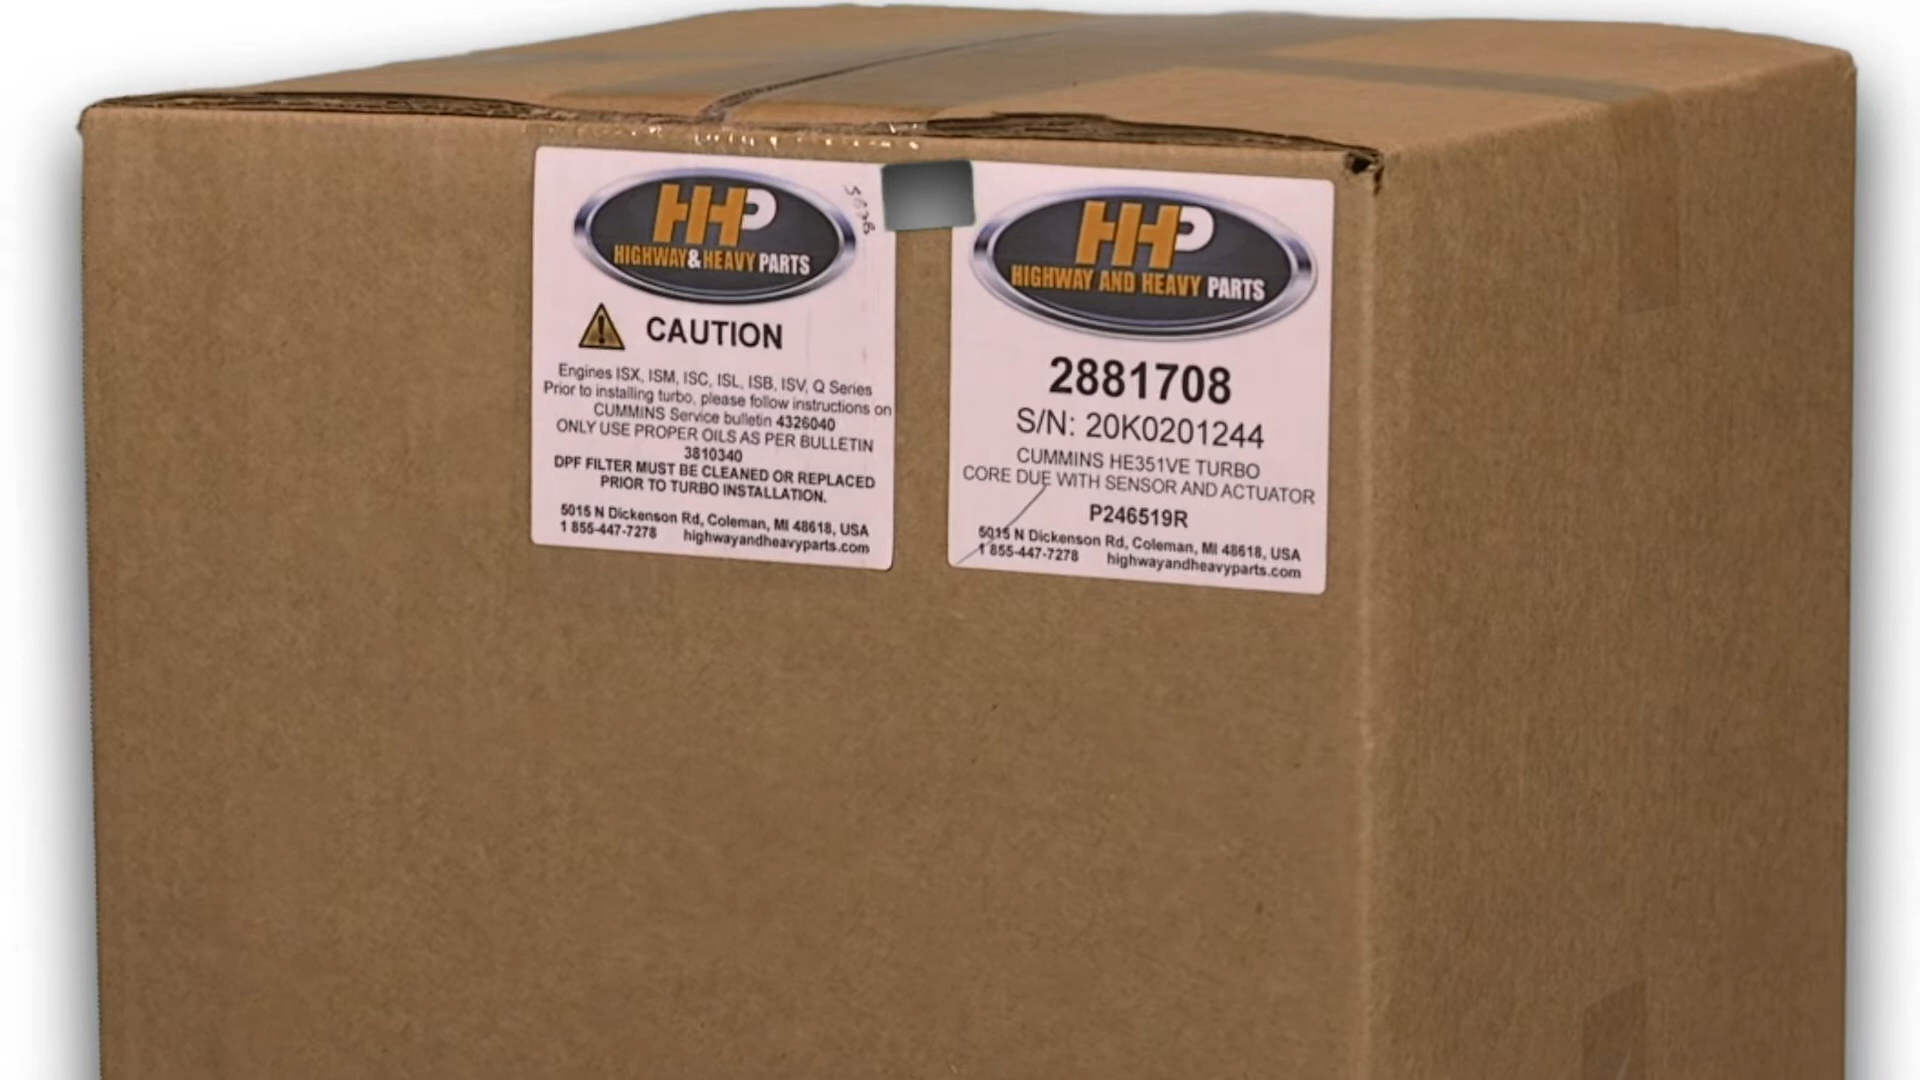 HHP
HIGHWAY&HEAVY PARTS
CAUTION
Engines ISX, ISM, ISC, ISL, ISB, ISV, Q Series
Prior to installing turbo, please follow instructions on
CUMMINS Service bulletin 4326040
ONLY USE PROPER OILS AS PER BULLETIN
3810340
DPF FILTER MUST BE CLEANED OR REPLACED
PRIOR TO TURBO INSTALLATION.
5015 N Dickenson Rd, Coleman, MI 48618, USA
1 855-447-7278 highwayandheavyparts.com
HHP
HIGHWAY AND HEAVY PARTS
2881708
S/N: 20K0201244
CUMMINS HE351VE TURBO
CORE DUE WITH SENSOR AND ACTUATOR
P246519R
5015 N Dickenson Rd, Coleman, MI 48618, USA
1 855-447-7278 highwayandheavyparts.com